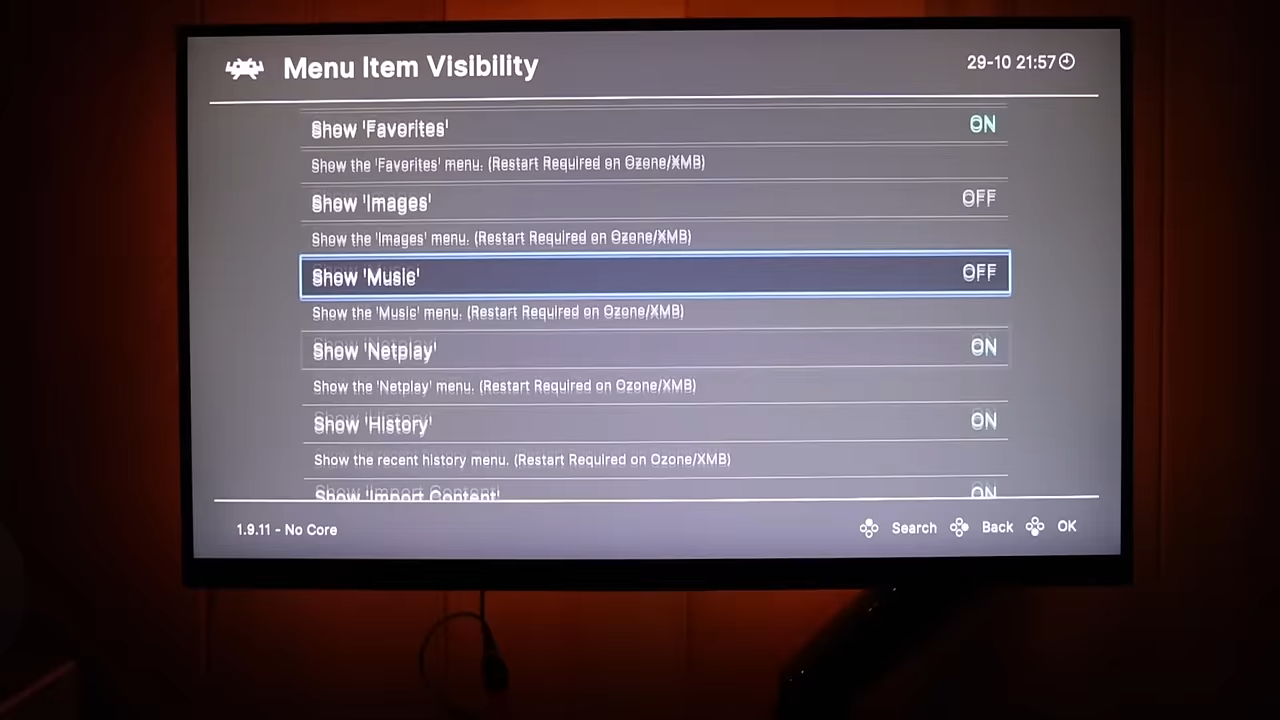 Menu Item Visibility
29-10 21:57
Show 'Favorites' ON
Show the 'Favorites' menu. (Restart Required on Ozone/XMB)
Show 'Images' OFF
Show the 'Images' menu. (Restart Required on Ozone/XMB)
Show 'Music' OFF
Show the 'Music' menu. (Restart Required on Ozone/XMB)
Show 'Netplay' ON
Show the 'Netplay' menu. (Restart Required on Ozone/XMB)
Show 'History' ON
Show the recent history menu. (Restart Required on Ozone/XMB)
Show 'Import Content' ON
1.9.11 - No Core
Search Back OK